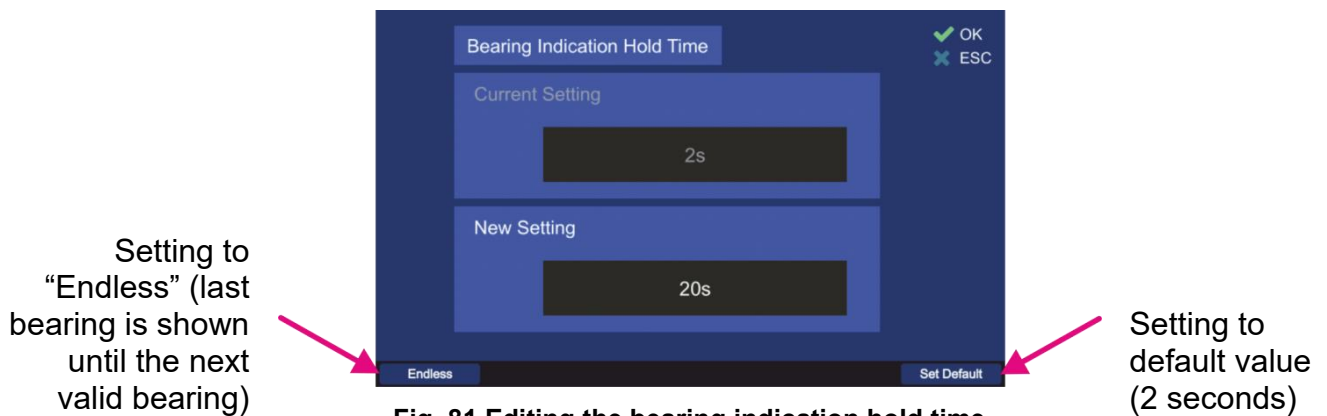 Bearing Indication Hold Time
OK
ESC
Current Setting
2s
New Setting
20s
Endless
Set Default
Setting to
“Endless” (last
bearing is shown
until the next
valid bearing)
Setting to
default value
(2 seconds)
Fig. 81 Editing the bearing indication hold time